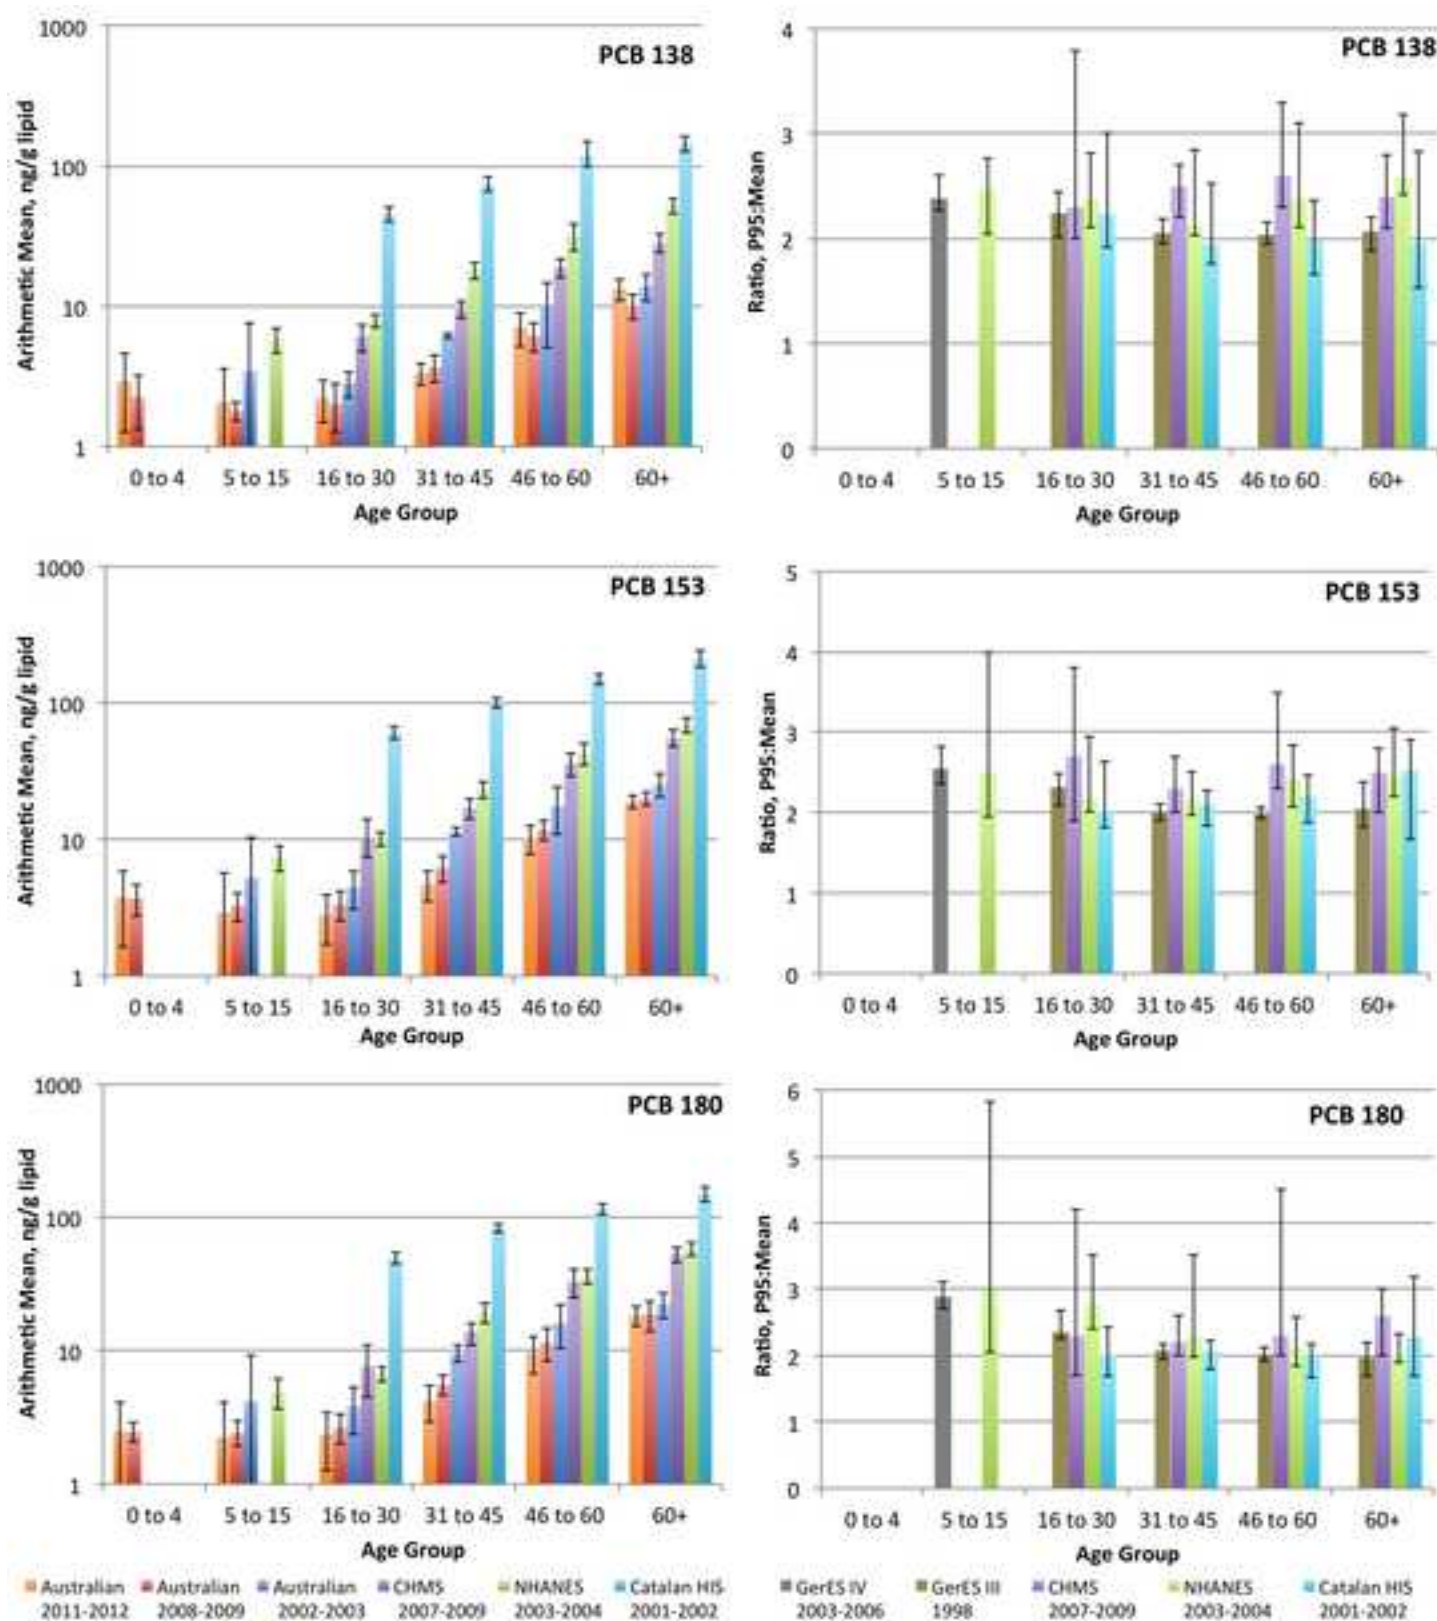 PCB 138
Arithmetic Mean, ng/g lipid
1000
100
10
1
0 to 4 5 to 15 16 to 30 31 to 45 46 to 60 60+
Age Group
PCB 138
Ratio, P95:Mean
4
3
2
1
0
0 to 4 5 to 15 16 to 30 31 to 45 46 to 60 60+
Age Group
PCB 153
Arithmetic Mean, ng/g lipid
1000
100
10
1
0 to 4 5 to 15 16 to 30 31 to 45 46 to 60 60+
Age Group
PCB 153
Ratio, P95:Mean
5
4
3
2
1
0
0 to 4 5 to 15 16 to 30 31 to 45 46 to 60 60+
Age Group
PCB 180
Arithmetic Mean, ng/g lipid
1000
100
10
1
0 to 4 5 to 15 16 to 30 31 to 45 46 to 60 60+
Age Group
PCB 180
Ratio, P95:Mean
6
5
4
3
2
1
0
0 to 4 5 to 15 16 to 30 31 to 45 46 to 60 60+
Age Group
Australian Australian Australian CHMS NHANES Catalan HIS
2011-2012 2008-2009 2002-2003 2007-2009 2003-2004 2001-2002
GerES IV GerES III CHMS NHANES Catalan HIS
2003-2006 1998 2007-2009 2003-2004 2001-2002